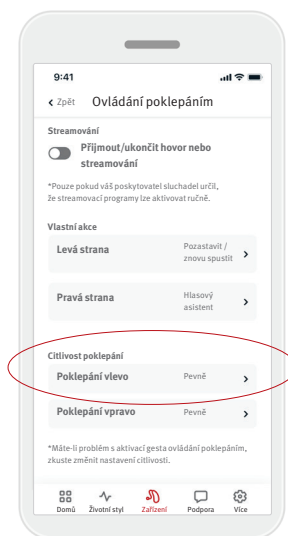 9:41
Zpět Ovládání poklepáním
Streamování
Přijmout/ukončit hovor nebo
streamování
*Pouze pokud váš poskytovatel sluchadel určil,
že streamovací programy lze aktivovat ručně.
Vlastní akce
Levá strana Pozastavit /
znovu spustit
Pravá strana Hlasový
asistent
Citlivost poklepání
Poklepání vlevo Pevně
Poklepání vpravo Pevně
*Máte-li problém s aktivací gesta ovládání poklepáním,
zkuste změnit nastavení citlivosti.
Domů Životní styl Zařízení Podpora Více